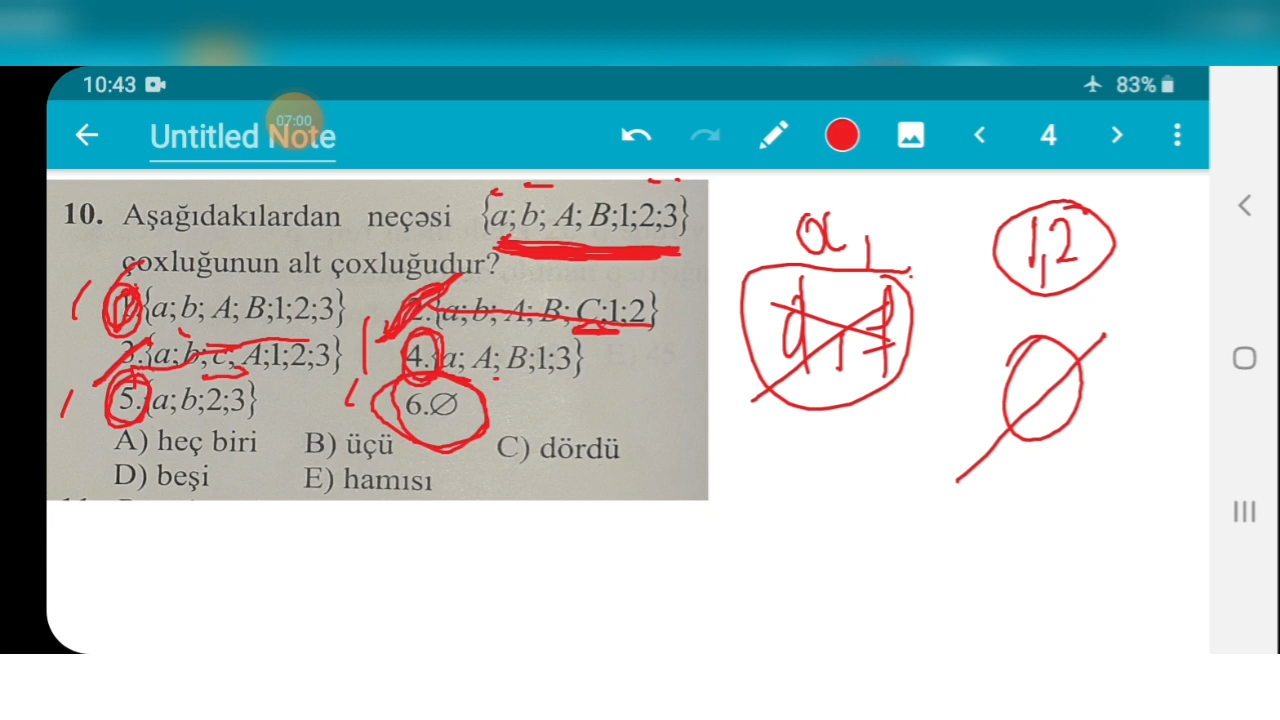 10:43 83%
Untitled Note 07:00 4
10. Aşağıdakılardan neçəsi {a; b; A; B;1;2;3}
çoxluğunun alt çoxluğudur?
1.{a; b; A; B;1;2;3} 2.{a; b; A; B; C;1;2}
3.{a; b; c; A;1;2;3} 4.{a; A; B;1;3}
5.{a; b;2;3} 6.∅
A) heç biri B) üçü C) dördü
D) beşi E) hamısı
1,2
∅